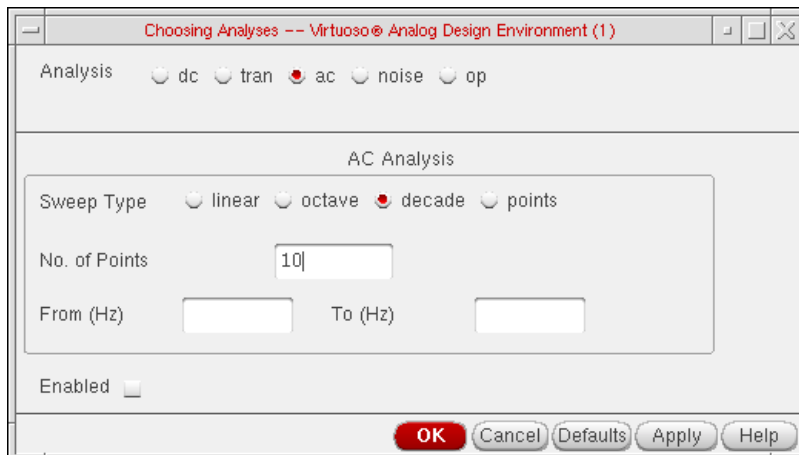 Choosing Analyses -- Virtuoso® Analog Design Environment (1)
Analysis dc tran ac noise op
AC Analysis
Sweep Type linear octave decade points
No. of Points 10
From (Hz) To (Hz)
Enabled
OK Cancel Defaults Apply Help